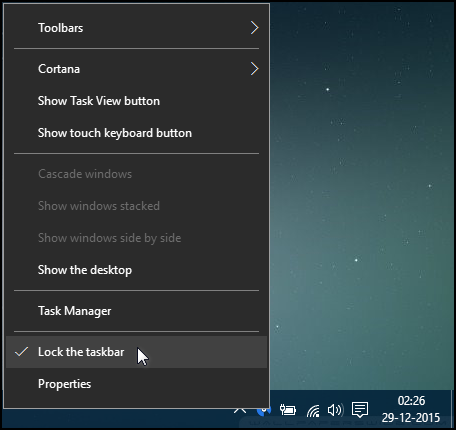 Toolbars
Cortana
Show Task View button
Show touch keyboard button
Cascade windows
Show windows stacked
Show windows side by side
Show the desktop
Task Manager
Lock the taskbar
Properties
02:26
29-12-2015